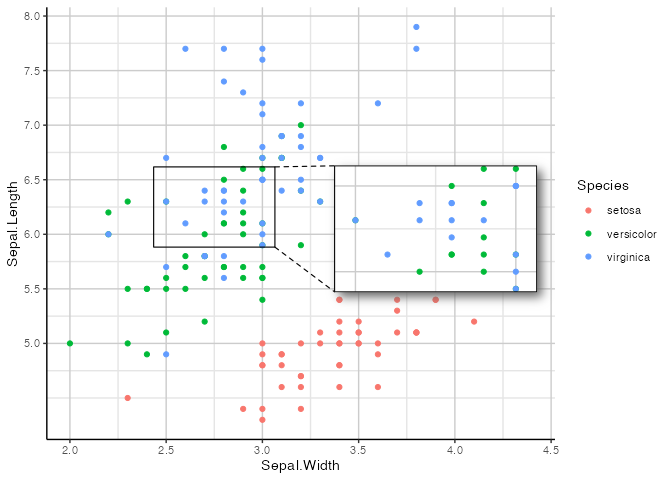 8.0
7.5
7.0
6.5
6.0
5.5
5.0
Sepal.Length
2.0 2.5 3.0 3.5 4.0 4.5
Sepal.Width
Species
setosa
versicolor
virginica